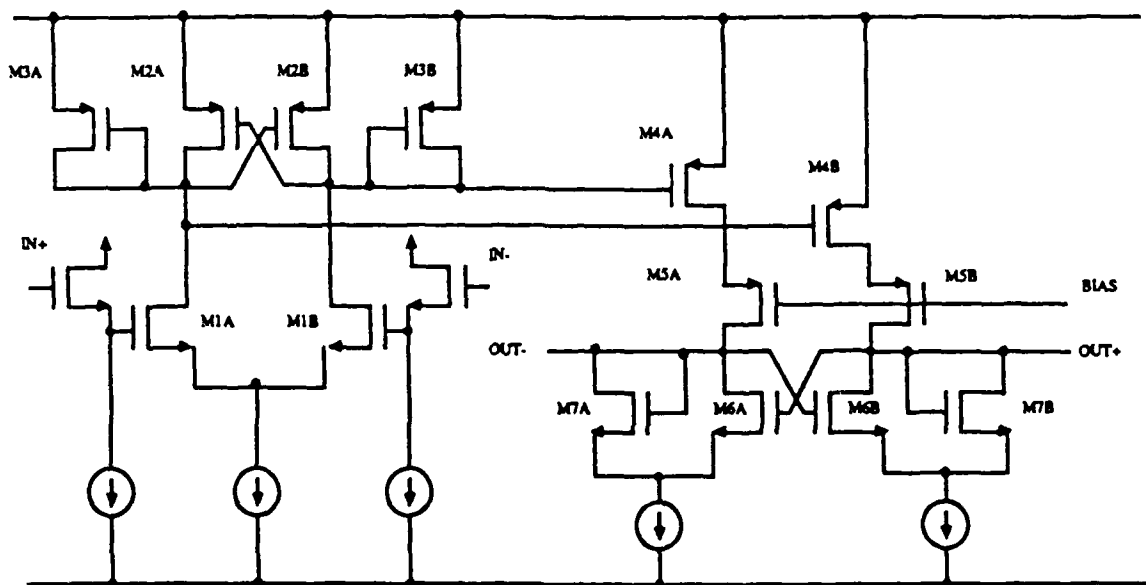 M3A M2A M2B M3B
M4A
M4B
IN+ IN-
M5A M5B BIAS
M1A M1B
OUT- OUT+
M7A M6A M6B M7B